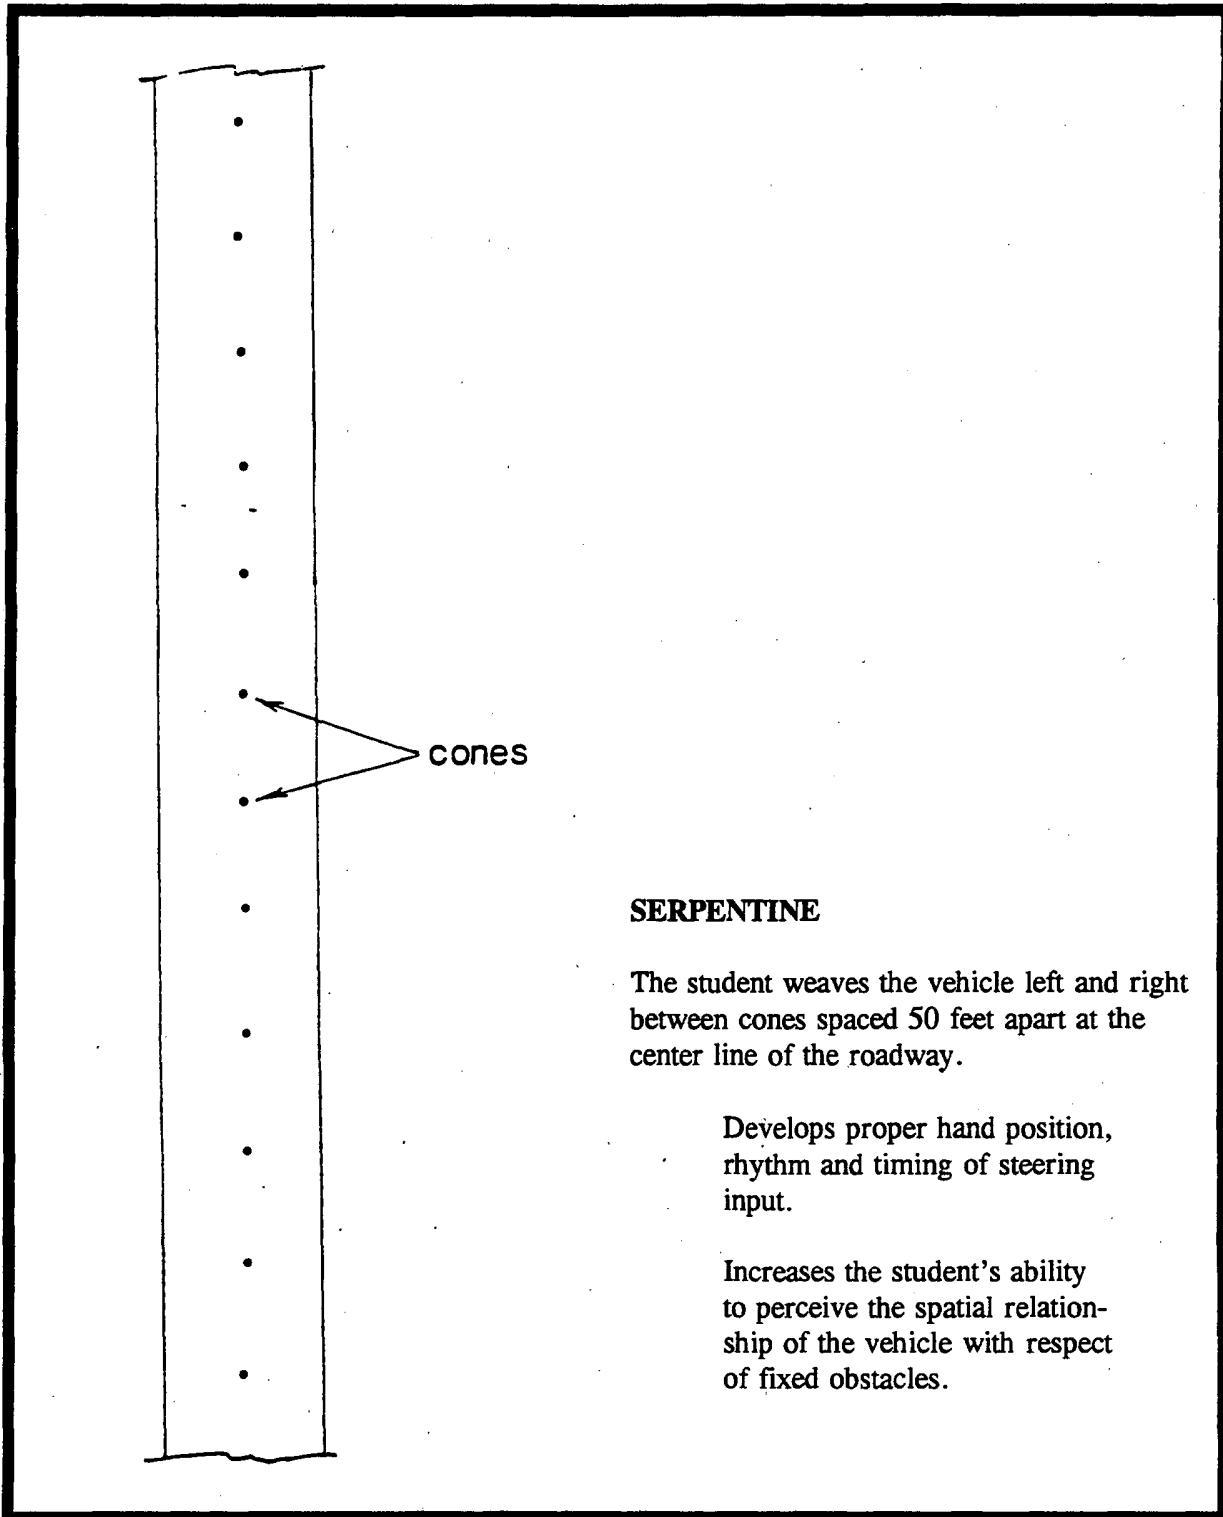 cones
SERPENTINE
The student weaves the vehicle left and right
between cones spaced 50 feet apart at the
center line of the roadway.
Develops proper hand position,
rhythm and timing of steering
input.
Increases the student's ability
to perceive the spatial relation-
ship of the vehicle with respect
of fixed obstacles.